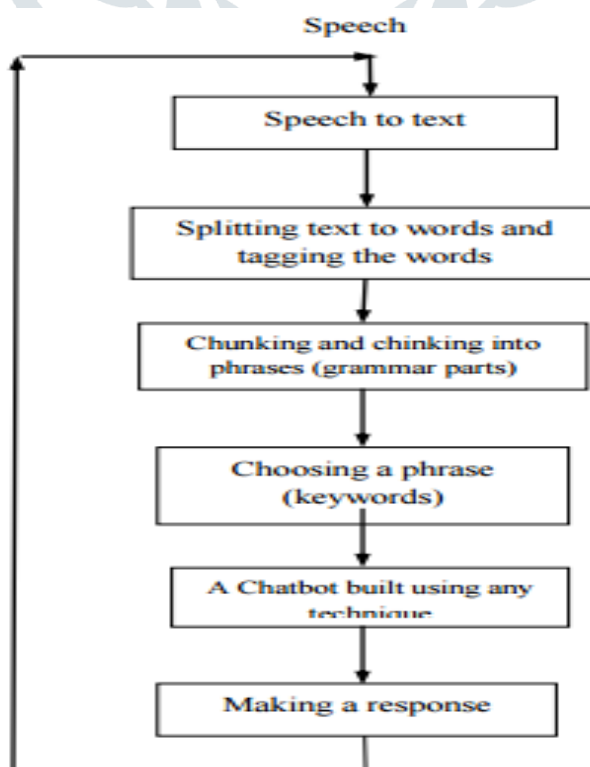 Speech
Speech to text
Splitting text to words and
tagging the words
Chunking and chinking into
phrases (grammar parts)
Choosing a phrase
(keywords)
A Chatbot built using any
technique
Making a response